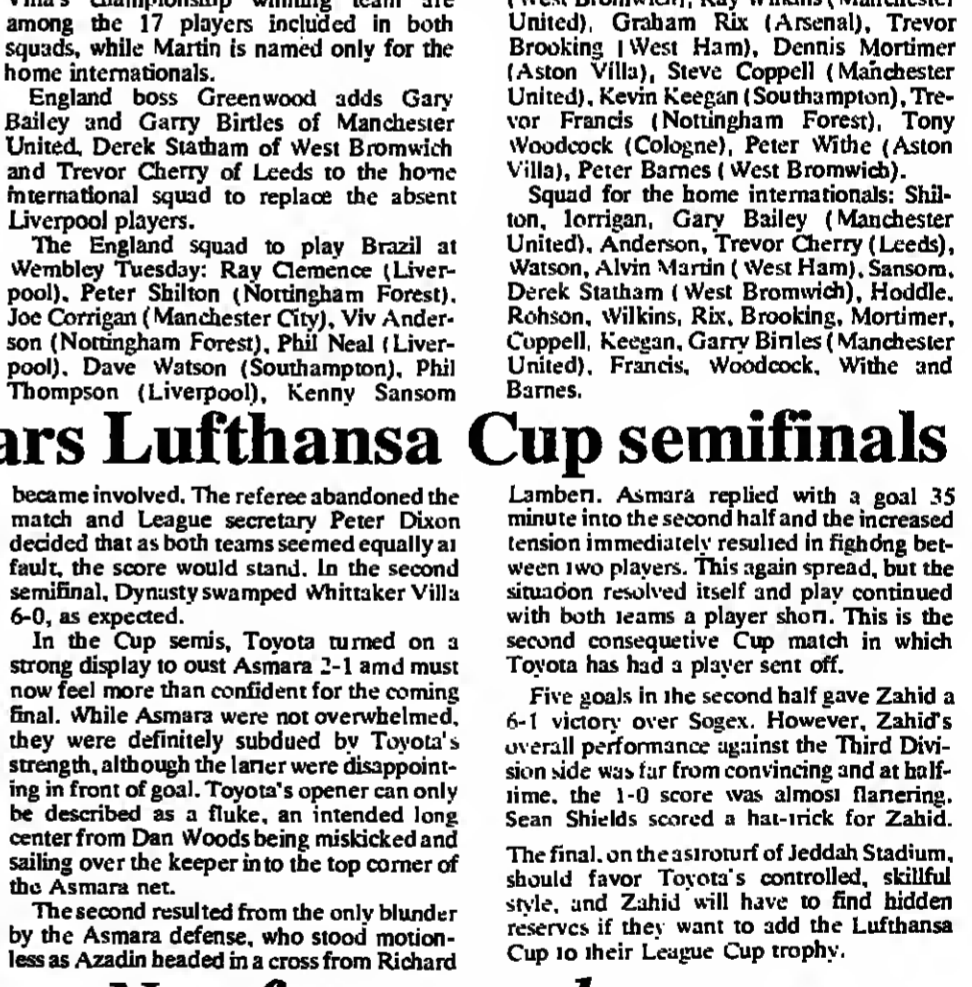 Villa's championship winning team are
among the 17 players included in both
squads, while Martin is named only for the
home internationals.
England boss Greenwood adds Gary
Bailey and Garry Birtles of Manchester
United, Derek Statham of West Bromwich
and Trevor Cherry of Leeds to the home
international squad to replace the absent
Liverpool players.
The England squad to play Brazil at
Wembley Tuesday: Ray Clemence (Liver-
pool), Peter Shilton (Nottingham Forest),
Joe Corrigan (Manchester City), Viv Ander-
son (Nottingham Forest), Phil Neal (Liver-
pool), Dave Watson (Southampton), Phil
Thompson (Liverpool), Kenny Sansom
(West Bromwich), Ray Wilkins (Manchester
United), Graham Rix (Arsenal), Trevor
Brooking (West Ham), Dennis Mortimer
(Aston Villa), Steve Coppell (Manchester
United), Kevin Keegan (Southampton), Tre-
vor Francis (Nottingham Forest), Tony
Woodcock (Cologne), Peter Withe (Aston
Villa), Peter Barnes (West Bromwich).
Squad for the home internationals: Shil-
ton, Iorrigan, Gary Bailey (Manchester
United), Anderson, Trevor Cherry (Leeds),
Watson, Alvin Martin (West Ham), Sansom,
Derek Statham (West Bromwich), Hoddle,
Rohson, Wilkins, Rix, Brooking, Mortimer,
Coppell, Keegan, Garry Birtles (Manchester
United), Francis, Woodcock, Withe and
Barnes.
ars Lufthansa Cup semifinals
became involved. The referee abandoned the
match and League secretary Peter Dixon
decided that as both teams seemed equally at
fault, the score would stand. In the second
semifinal, Dynusty swamped Whittaker Villa
6-0, as expected.
In the Cup semis, Toyota turned on a
strong display to oust Asmara 2-1 amd must
now feel more than confident for the coming
final. While Asmara were not overwhelmed,
they were definitely subdued by Toyota's
strength, although the latter were disappoint-
ing in front of goal. Toyota's opener can only
be described as a fluke, an intended long
center from Dan Woods being miskicked and
sailing over the keeper into the top corner of
the Asmara net.
The second resulted from the only blunder
by the Asmara defense, who stood motion-
less as Azadin headed in a cross from Richard
Lambert. Asmara replied with a goal 35
minute into the second half and the increased
tension immediately resulted in fighting bet-
ween two players. This again spread, but the
situation resolved itself and play continued
with both teams a player short. This is the
second consequetive Cup match in which
Toyota has had a player sent off.
Five goals in the second half gave Zahid a
6-1 victory over Sogex. However, Zahid's
overall performance against the Third Divi-
sion side was far from convincing and at half-
time, the 1-0 score was almost flattering.
Sean Shields scored a hat-trick for Zahid.
The final, on the astroturf of Jeddah Stadium,
should favor Toyota's controlled, skillful
style, and Zahid will have to find hidden
reserves if they want to add the Lufthansa
Cup to their League Cup trophy.